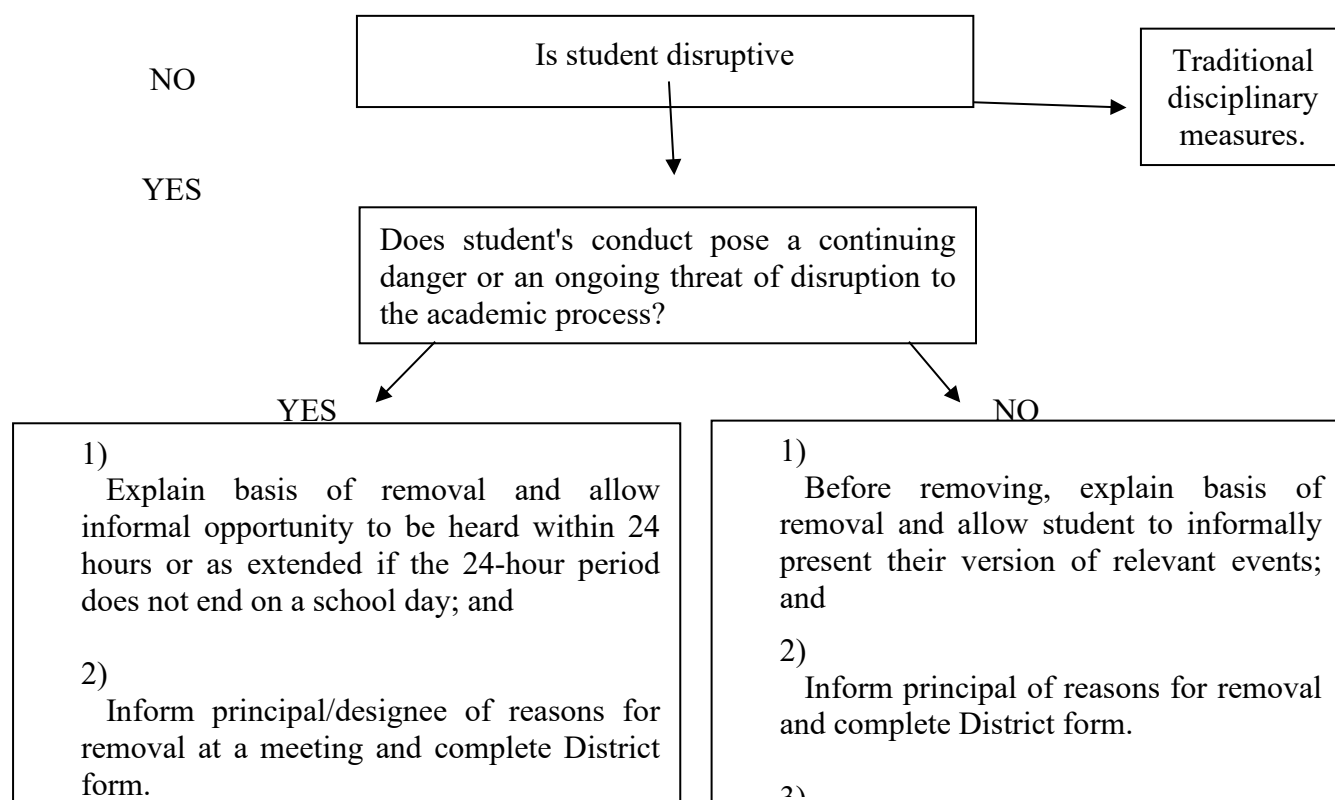 Is student disruptive
NO
Traditional
disciplinary
measures.
YES
Does student's conduct pose a continuing
danger or an ongoing threat of disruption to
the academic process?
YES
1)
Explain basis of removal and allow
informal opportunity to be heard within 24
hours or as extended if the 24-hour period
does not end on a school day; and
2)
Inform principal/designee of reasons for
removal at a meeting and complete District
form.
NO
1)
Before removing, explain basis of
removal and allow student to informally
present their version of relevant events;
and
2)
Inform principal of reasons for removal
and complete District form.
3)